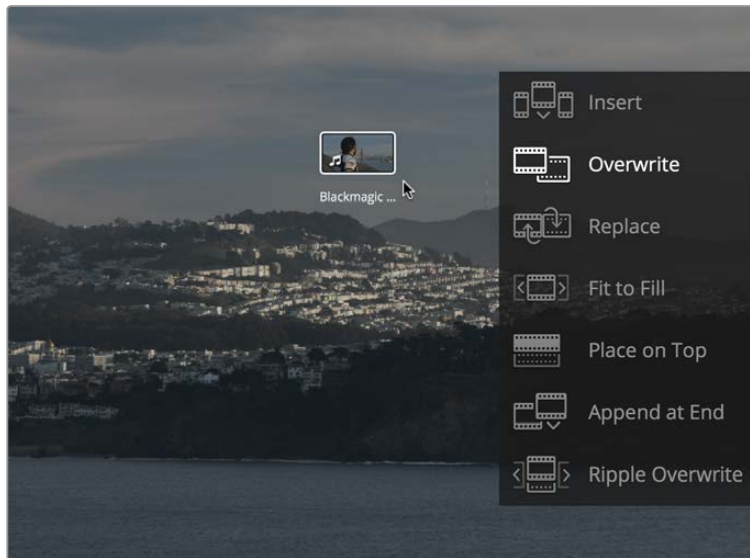 Insert
Overwrite
Blackmagic ...
Replace
Fit to Fill
Place on Top
Append at End
Ripple Overwrite